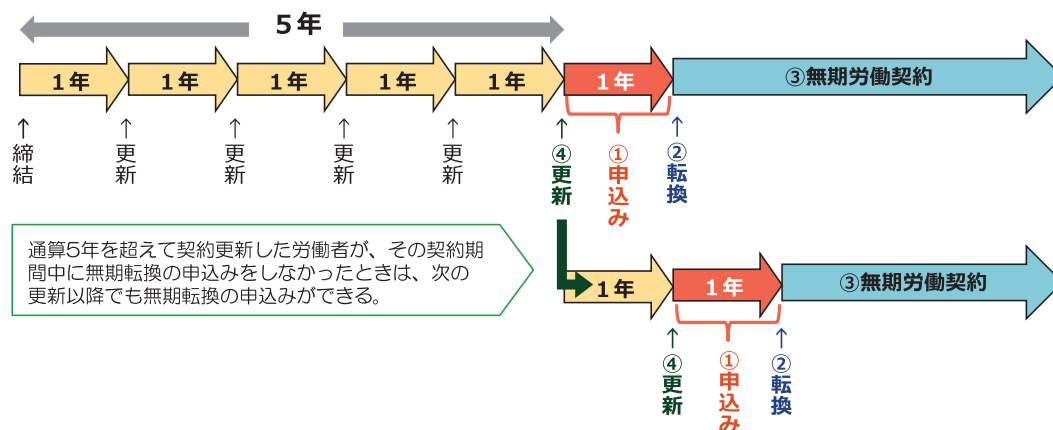 5年
1年
1年
1年
1年
1年
1年
③無期労働契約
締結
更新
更新
更新
更新
④更新
①申込み
②転換
通算5年を超えて契約更新した労働者が、その契約期
間中に無期転換の申込みをしなかったときは、次の
更新以降でも無期転換の申込みができる。
1年
1年
③無期労働契約
④更新
①申込み
②転換